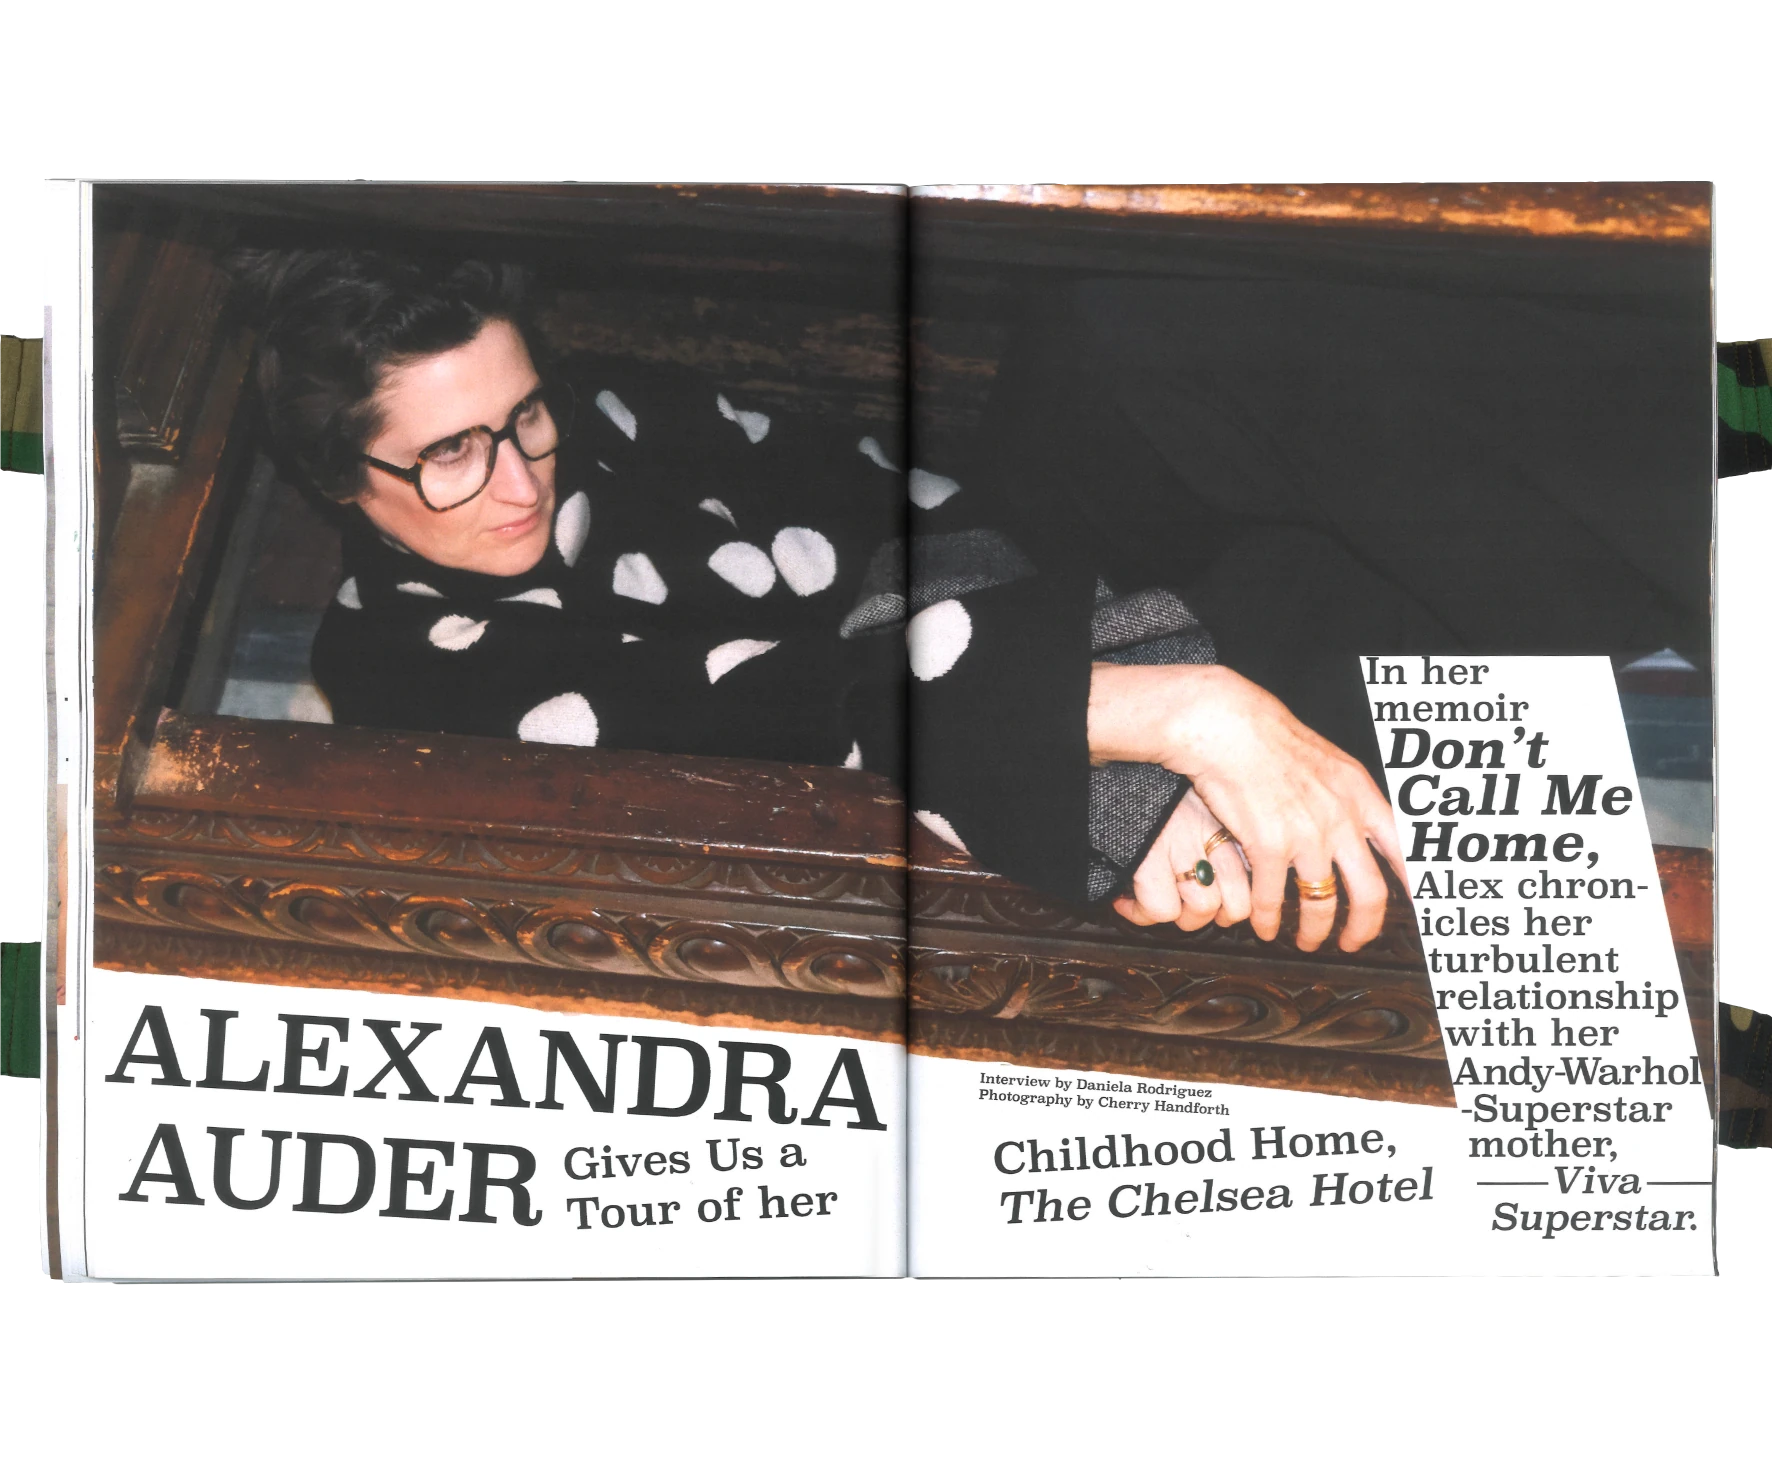 ALEXANDRA
AUDER
Gives Us a
Tour of her
Interview by Daniela Rodriguez
Photography by Cherry Handforth
Childhood Home,
The Chelsea Hotel
In her
memoir
Don’t
Call Me
Home,
Alex chron-
icles her
turbulent
relationship
with her
Andy-Warhol
-Superstar
mother,
Viva
Superstar.